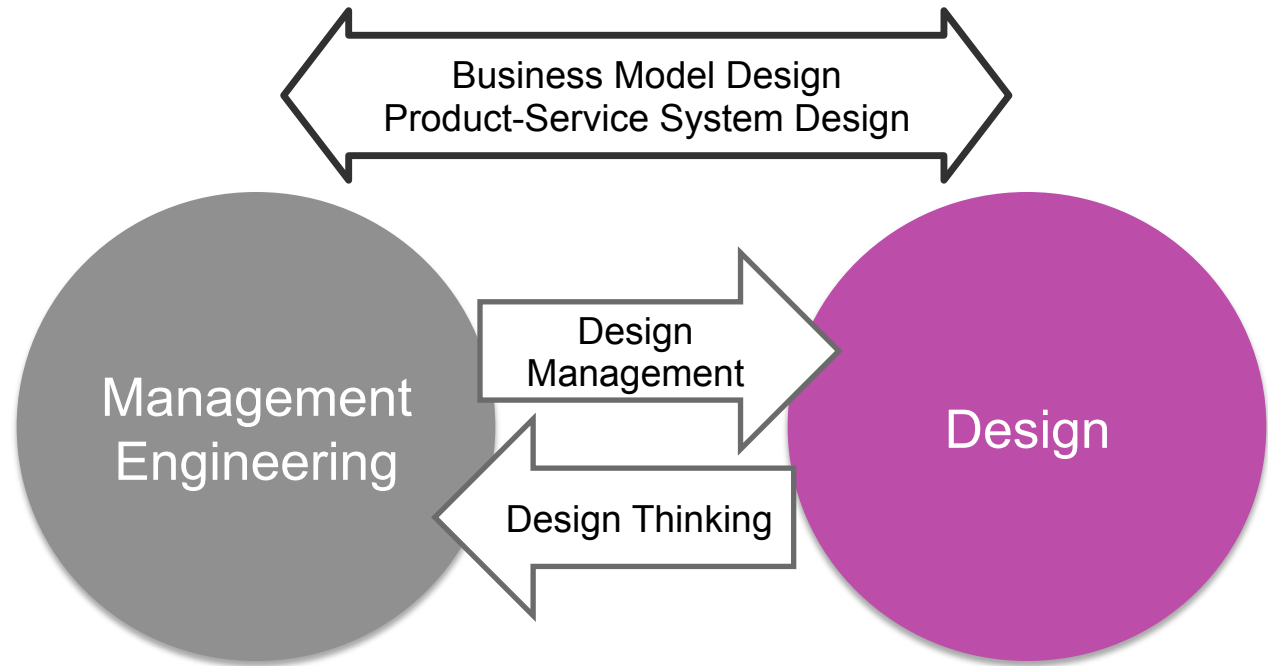 Business Model Design
Product-Service System Design
Design
Management
Management
Engineering
Design
Design Thinking